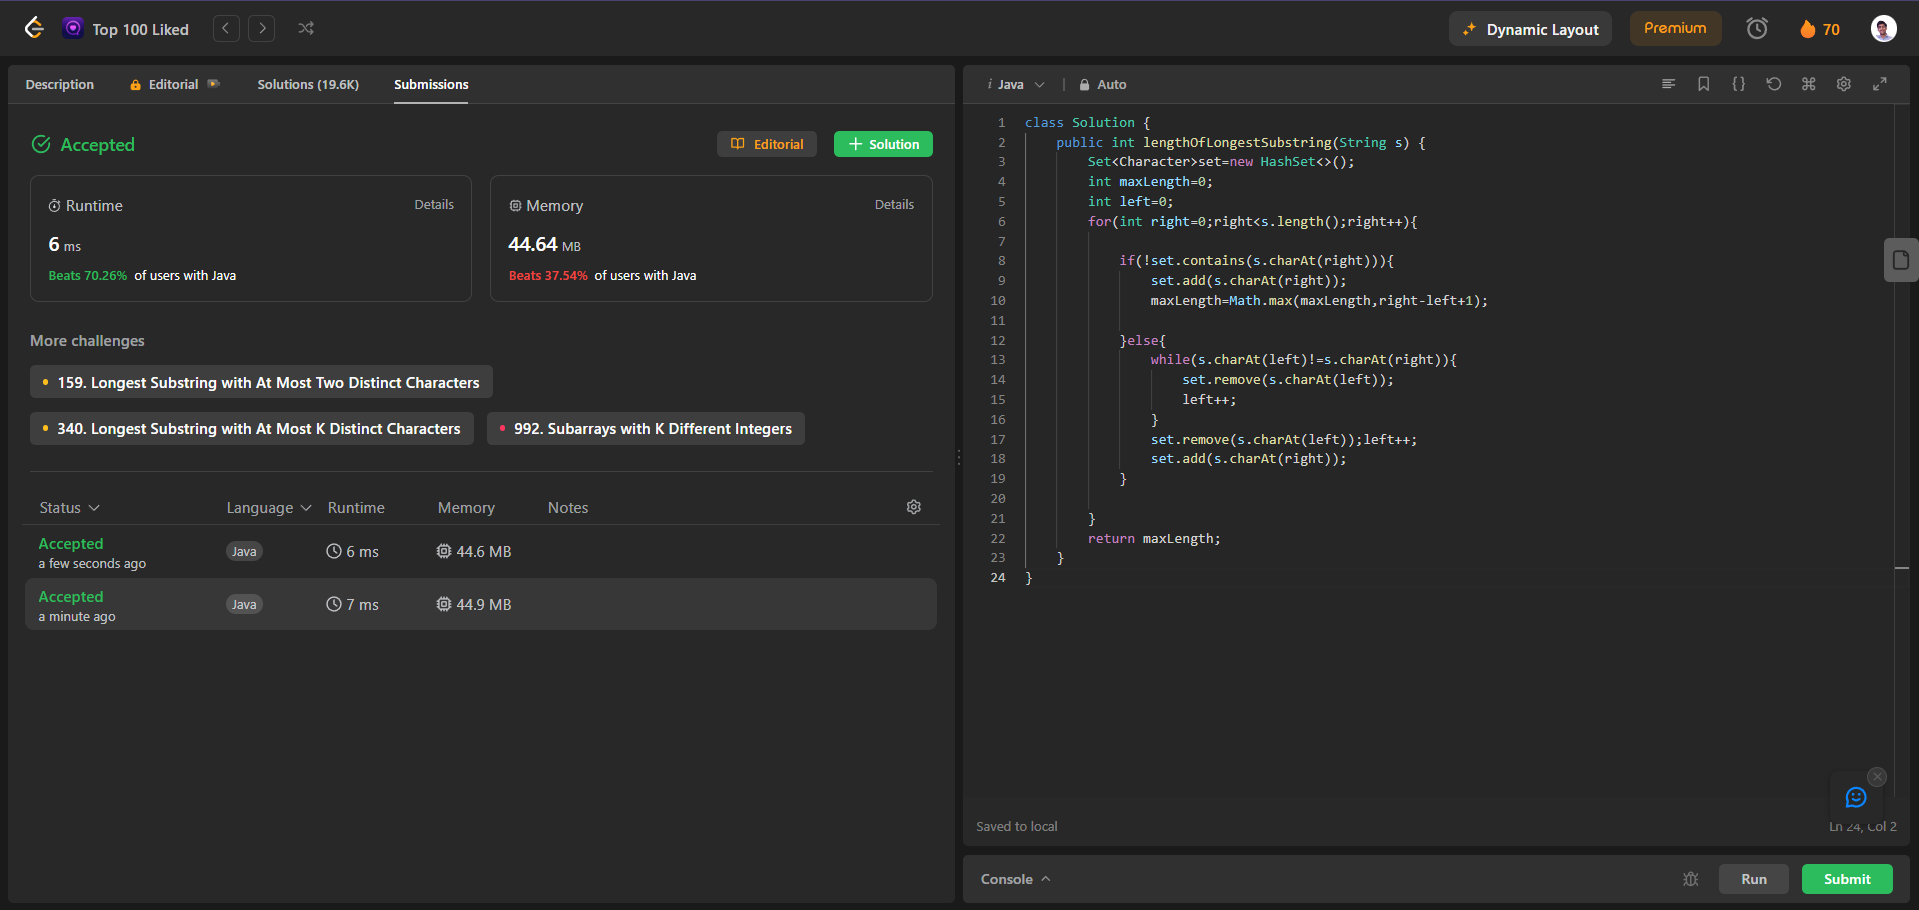 Top 100 Liked
Dynamic Layout
Premium
70
Description
Editorial
Solutions (19.6K)
Submissions
Accepted
Editorial
Solution
Runtime
Details
6 ms
Beats 70.26% of users with Java
Memory
Details
44.64 MB
Beats 37.54% of users with Java
More challenges
159. Longest Substring with At Most Two Distinct Characters
340. Longest Substring with At Most K Distinct Characters
992. Subarrays with K Different Integers
Status Language Runtime Memory Notes
Accepted
a few seconds ago
Java
6 ms
44.6 MB
Accepted
a minute ago
Java
7 ms
44.9 MB
i Java
Auto
1 class Solution {
2     public int lengthOfLongestSubstring(String s) {
3         Set<Character>set=new HashSet<>();
4         int maxLength=0;
5         int left=0;
6         for(int right=0;right<s.length();right++){
7
8             if(!set.contains(s.charAt(right))){
9                 set.add(s.charAt(right));
10                 maxLength=Math.max(maxLength,right-left+1);
11
12             }else{
13                 while(s.charAt(left)!=s.charAt(right)){
14                     set.remove(s.charAt(left));
15                     left++;
16                 }
17                 set.remove(s.charAt(left));left++;
18                 set.add(s.charAt(right));
19             }
20
21         }
22         return maxLength;
23     }
24 }
Saved to local
Ln 24, Col 2
Console
Run
Submit